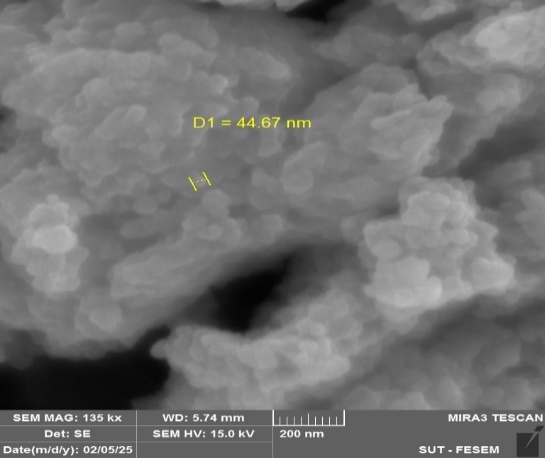 D1 = 44.67 nm
SEM MAG: 135 kx
WD: 5.74 mm
MIRA3 TESCAN
Det: SE
SEM HV: 15.0 kV
200 nm
Date(m/d/y): 02/05/25
SUT - FESEM